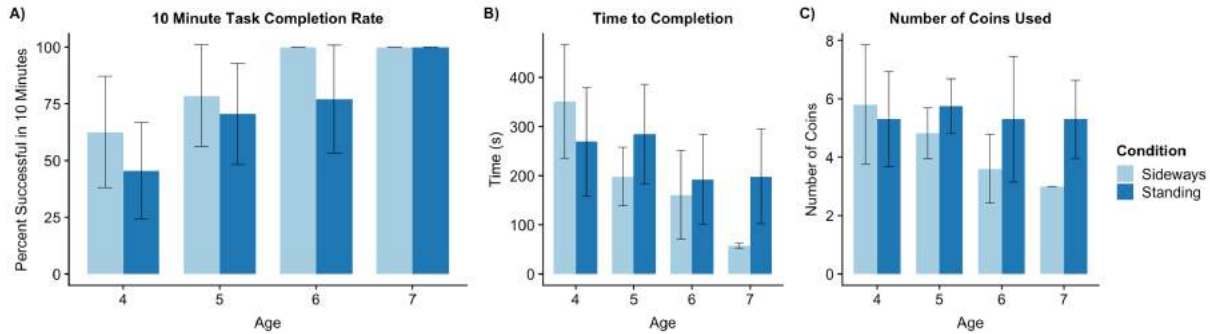 A)
10 Minute Task Completion Rate
Percent Successful in 10 Minutes
100
75
50
25
0
4 5 6 7
Age
B)
Time to Completion
Time (s)
400
300
200
100
0
4 5 6 7
Age
C)
Number of Coins Used
Number of Coins
8
6
4
2
0
4 5 6 7
Age
Condition
Sideways
Standing